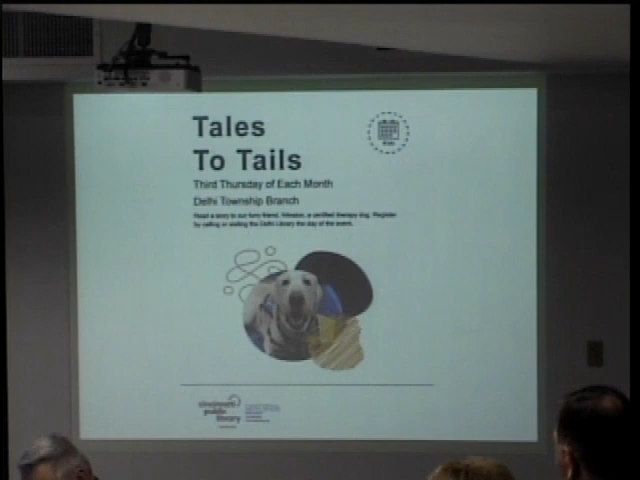 Tales
To Tails
Third Thursday of Each Month
Delhi Township Branch
Read a story to our furry friend, Winston, a certified therapy dog. Register
by calling or visiting the Delhi Library the day of the event.
cincinnati
public
library